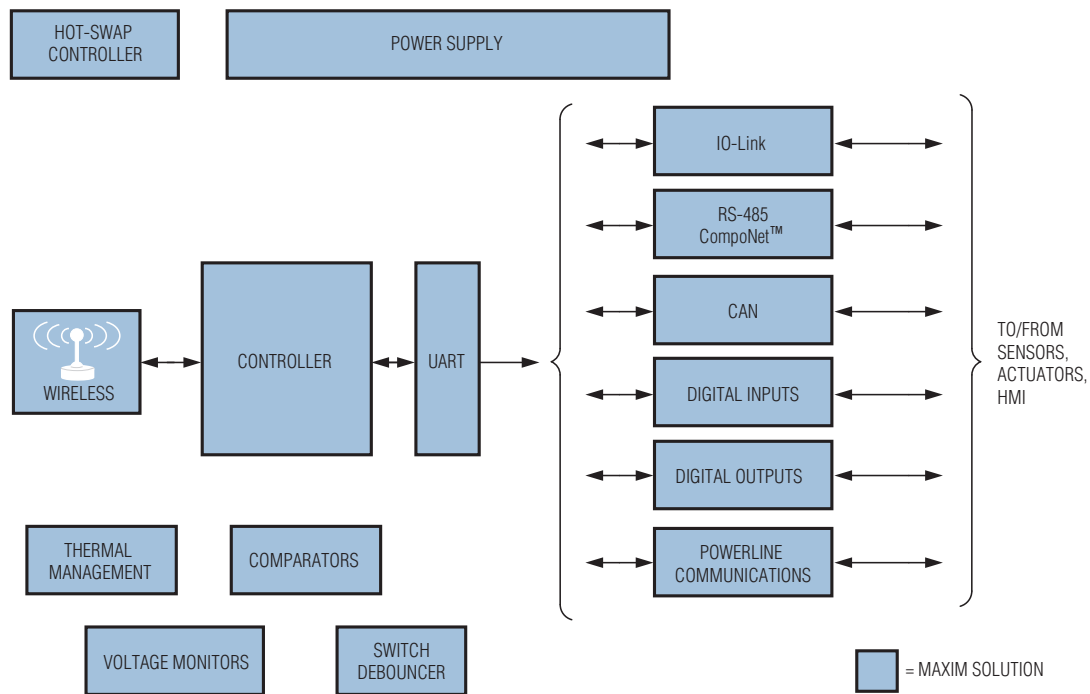 HOT-SWAP
CONTROLLER
POWER SUPPLY
IO-Link
RS-485
CompoNet™
CAN
DIGITAL INPUTS
DIGITAL OUTPUTS
POWERLINE
COMMUNICATIONS
WIRELESS
CONTROLLER
UART
TO/FROM
SENSORS,
ACTUATORS,
HMI
THERMAL
MANAGEMENT
COMPARATORS
VOLTAGE MONITORS
SWITCH
DEBOUNCER
= MAXIM SOLUTION